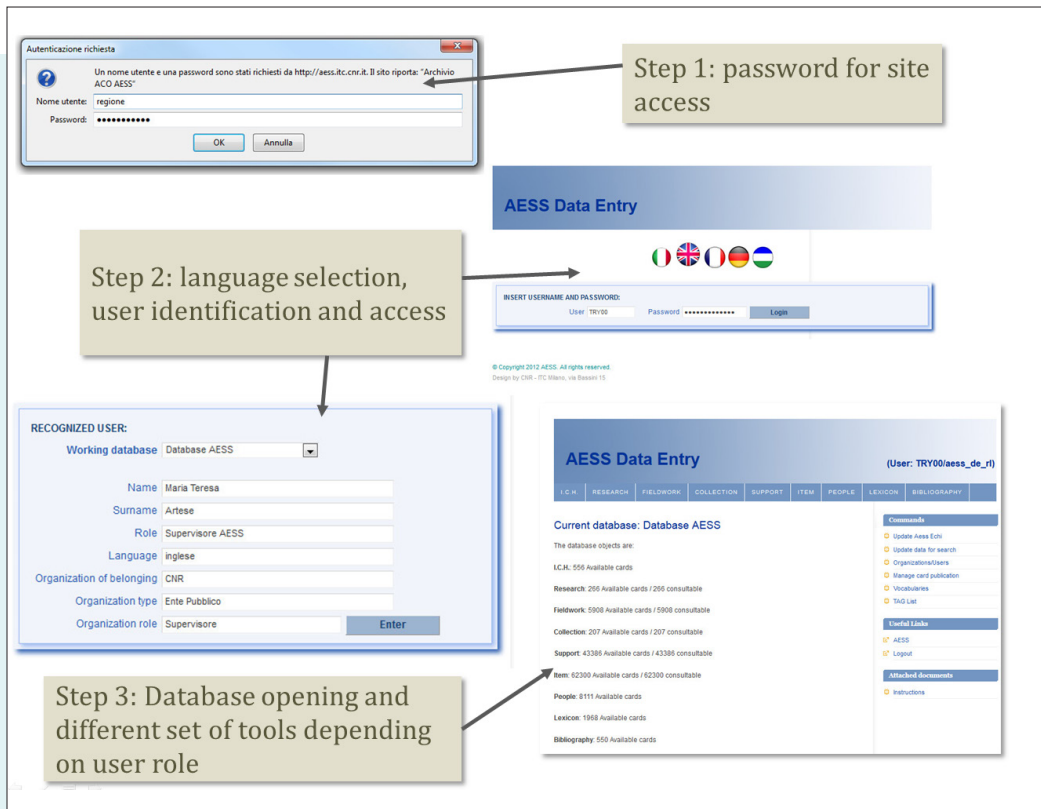 Autenticazione richiesta
Un nome utente e una password sono stati richiesti da http://aess.itc.cnr.it. Il sito riporta: "Archivio
ACO AESS"
Nome utente: regione
Password: •••••••••••
OK Annulla
Step 1: password for site
access
AESS Data Entry
Step 2: language selection,
user identification and access
INSERT USERNAME AND PASSWORD:
User TRY00 Password ••••••••••••• Login
© Copyright 2012 AESS. All rights reserved.
Design by CNR - ITC Milano, via Bassini 15
RECOGNIZED USER:
Working database Database AESS
Name Maria Teresa
Surname Artese
Role Supervisore AESS
Language inglese
Organization of belonging CNR
Organization type Ente Pubblico
Organization role Supervisore Enter
AESS Data Entry
(User: TRY00/aess_de_rl)
I.C.H. RESEARCH FIELDWORK COLLECTION SUPPORT ITEM PEOPLE LEXICON BIBLIOGRAPHY
Current database: Database AESS
The database objects are:
I.C.H.: 556 Available cards
Research: 266 Available cards / 266 consultable
Fieldwork: 5908 Available cards / 5908 consultable
Collection: 207 Available cards / 207 consultable
Support: 43386 Available cards / 43386 consultable
Item: 62300 Available cards / 62300 consultable
People: 8111 Available cards
Lexicon: 1968 Available cards
Bibliography: 550 Available cards
Commands
Update Aess Echi
Update data for search
Organizations/Users
Manage card publication
Vocabularies
TAG List
Useful Links
AESS
Logout
Attached documents
Instructions
Step 3: Database opening and
different set of tools depending
on user role